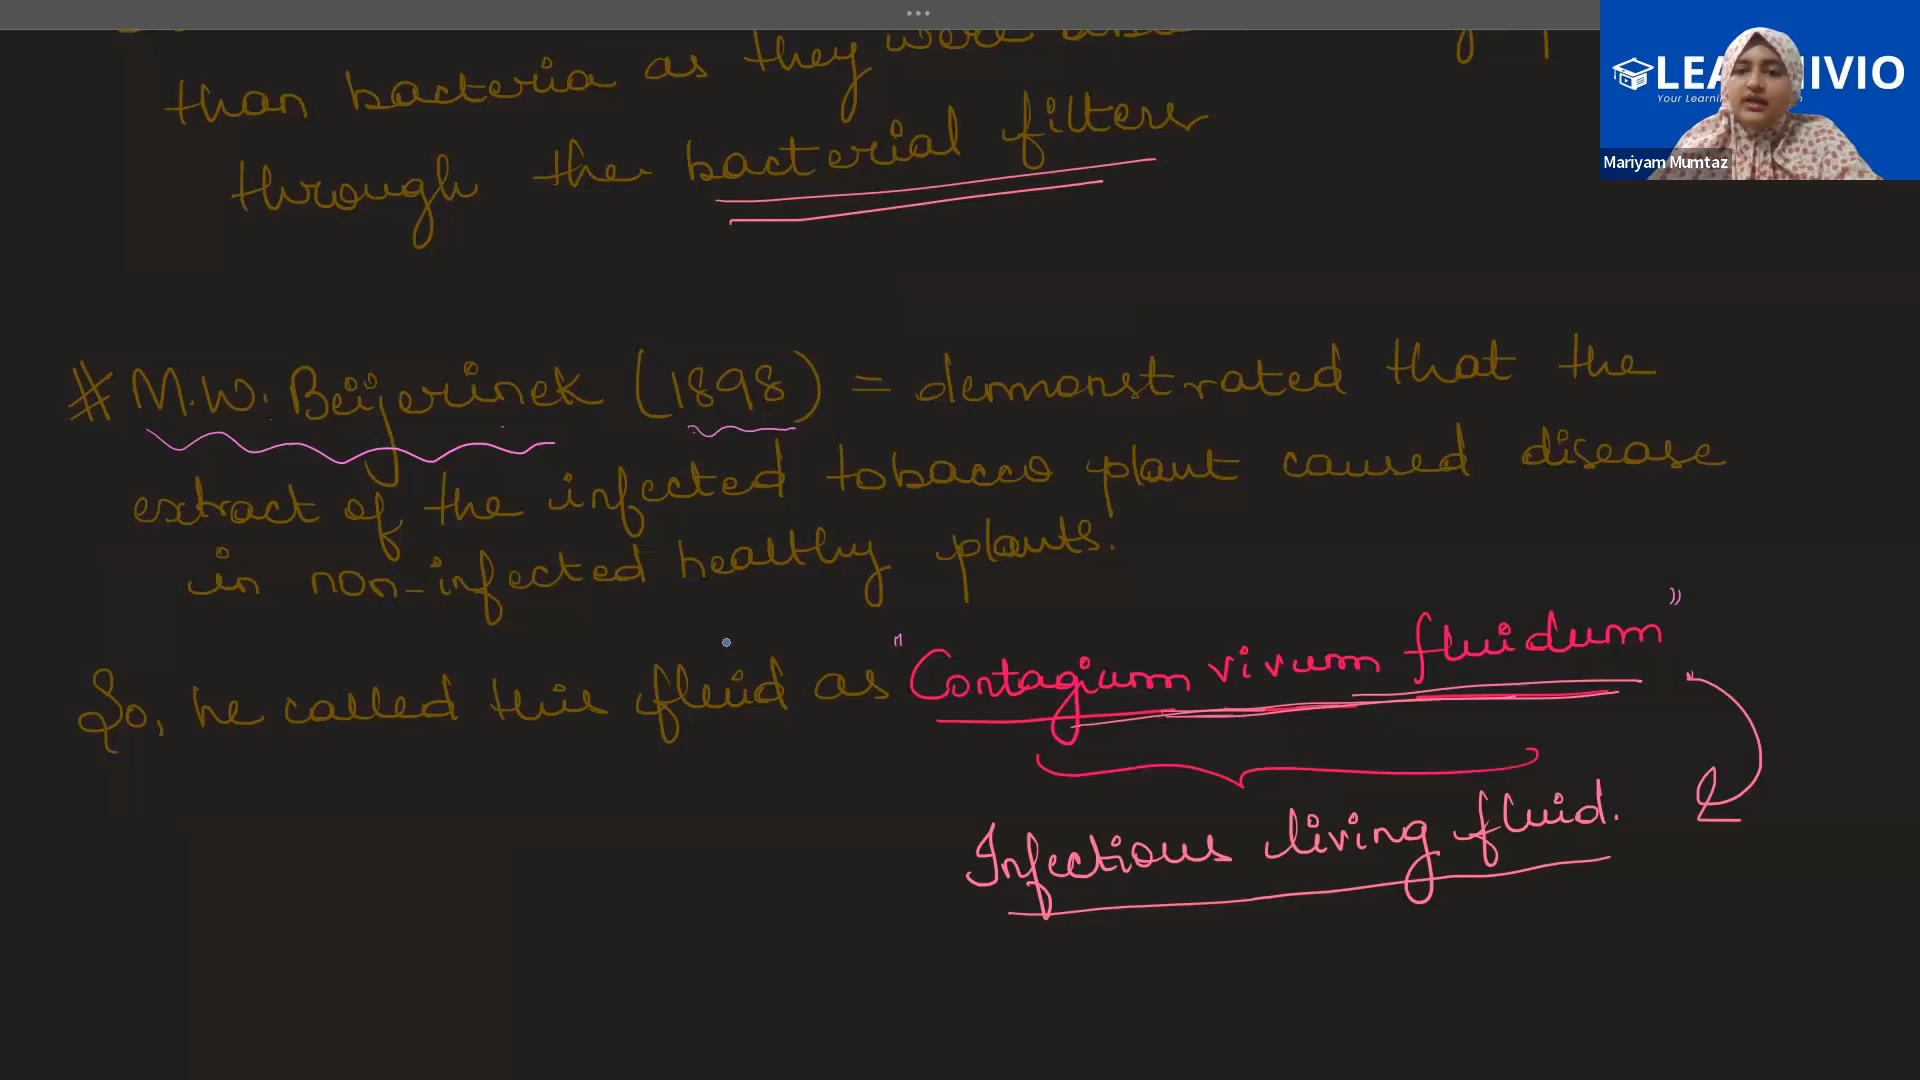 than bacteria as they were
through the bacterial filters
# M.W. Beijerinek (1898) = demonstrated that the
extract of the infected tobacco plant caused disease
in non-infected healthy plants.
So, he called this fluid as "Contagium vivum fluidum"
Infectious living fluid.
Your Learni
Mariyam Mumtaz